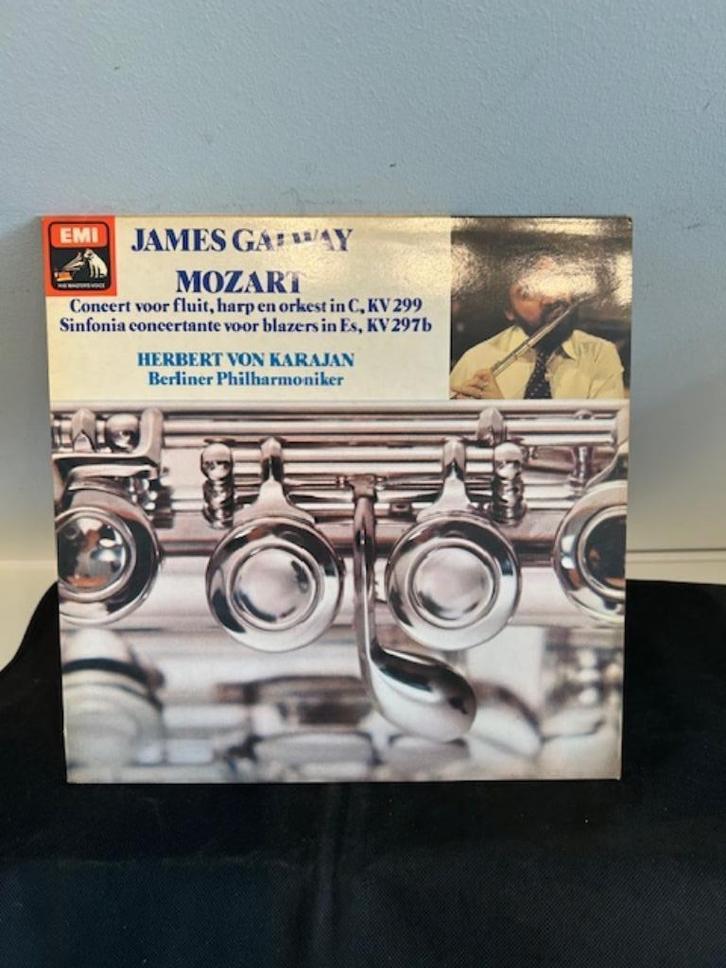 EMI
HIS MASTER'S VOICE
JAMES GALWAY
MOZART
Concert voor fluit, harp en orkest in C, KV 299
Sinfonia concertante voor blazers in Es, KV 297b
HERBERT VON KARAJAN
Berliner Philharmoniker